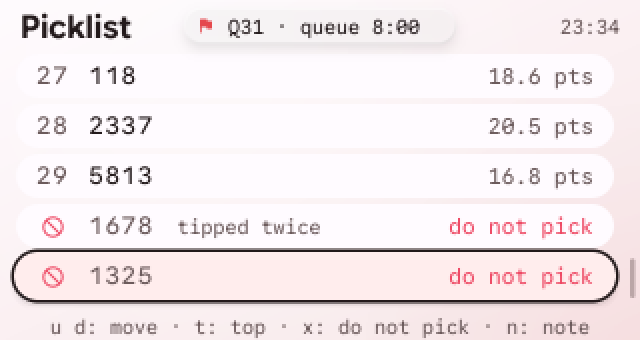 Picklist
Q31 · queue 8:00
23:34
27 118 18.6 pts
28 2337 20.5 pts
29 5813 16.8 pts
1678 tipped twice do not pick
1325 do not pick
u d: move · t: top · x: do not pick · n: note